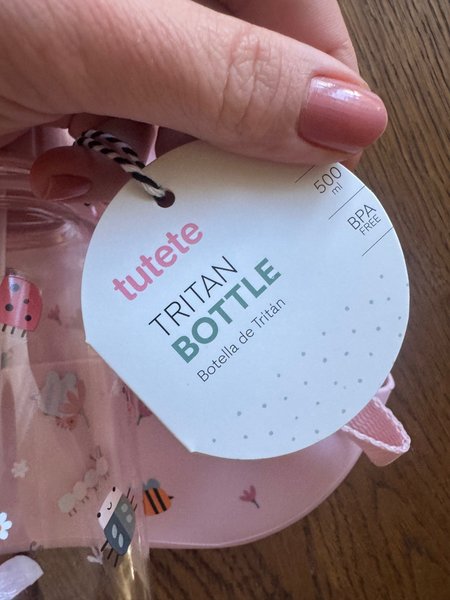 tutete
TRITAN
BOTTLE
Botella de Tritán
500
ml
BPA
FREE